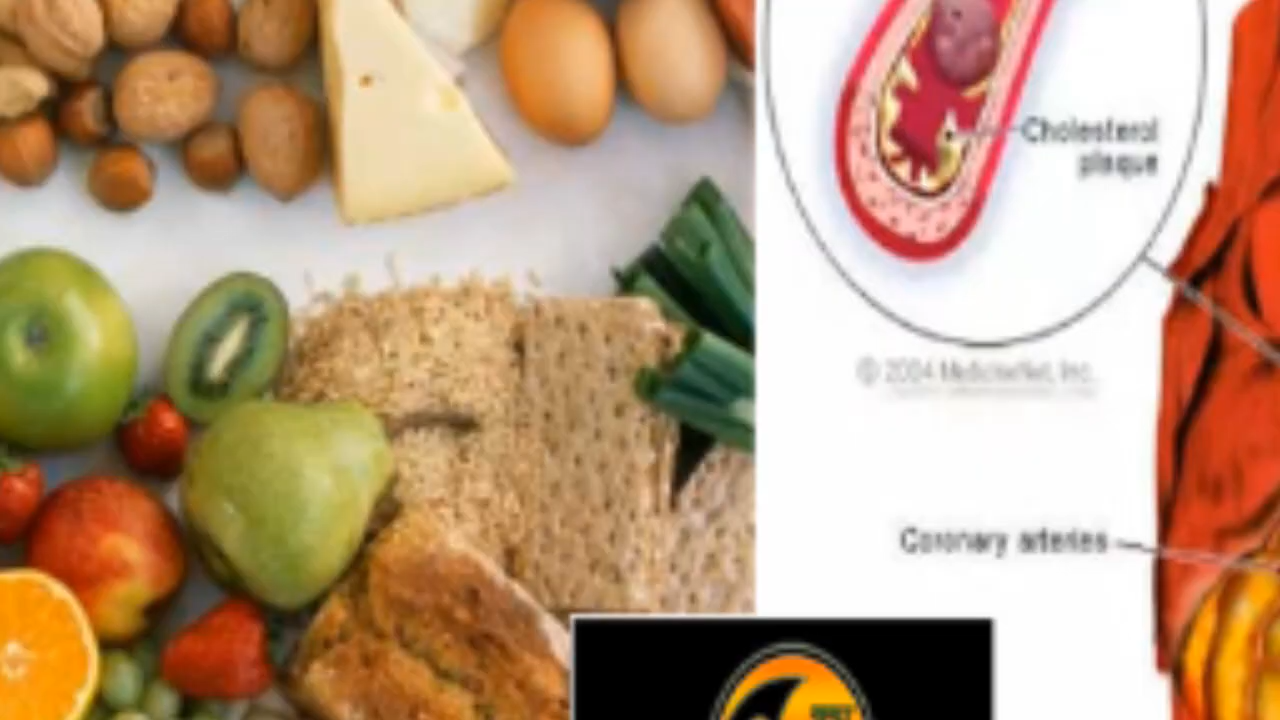 Cholesterol
plaque
© 2004 MedicineNet, Inc.
Coronary arteries